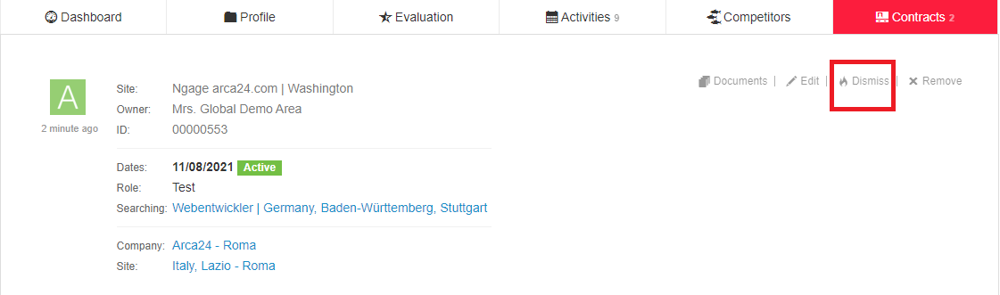 Dashboard Profile Evaluation Activities 9 Competitors Contracts 2
Documents | Edit | Dismiss | Remove
A
2 minute ago
Site: Ngage arca24.com | Washington
Owner: Mrs. Global Demo Area
ID: 00000553
Dates: 11/08/2021 Active
Role: Test
Searching: Webentwickler | Germany, Baden-Württemberg, Stuttgart
Company: Arca24 - Roma
Site: Italy, Lazio - Roma